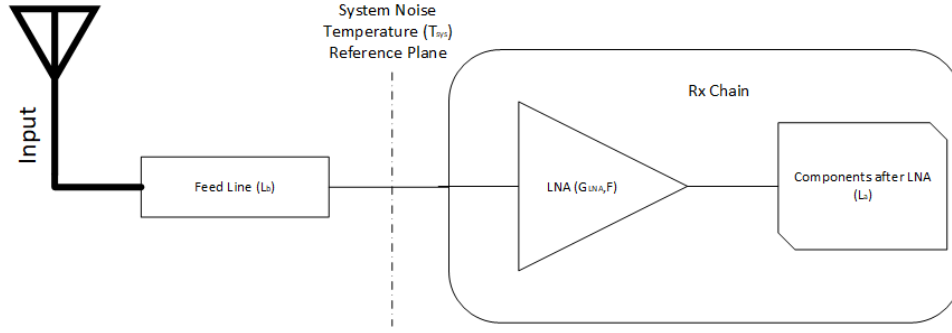 System Noise
Temperature (Tsys)
Reference Plane
Rx Chain
Input
Feed Line (Lb)
LNA (GLNA,F)
Components after LNA
(La)